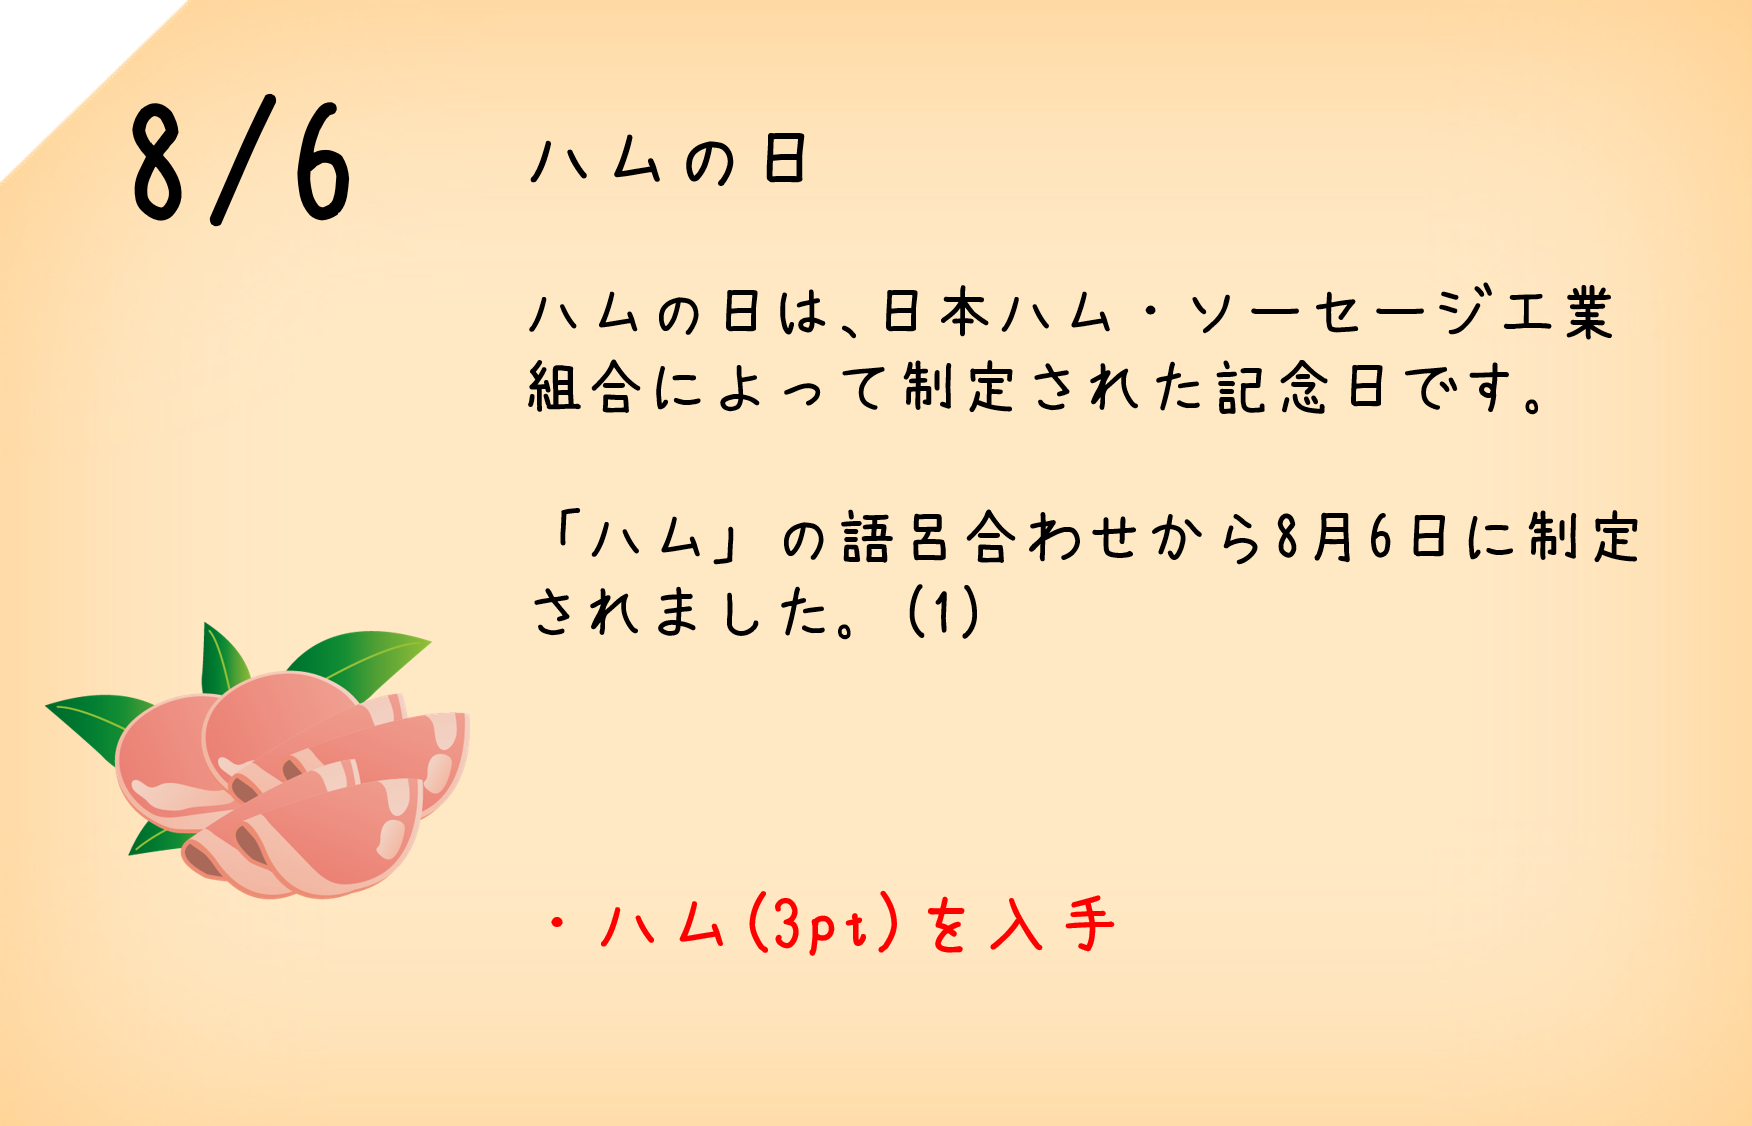 8/6
ハムの日
ハムの日は、日本ハム・ソーセージ工業
組合によって制定された記念日です。
「ハム」の語呂合わせから8月6日に制定
されました。(1)
・ハム(3pt)を入手